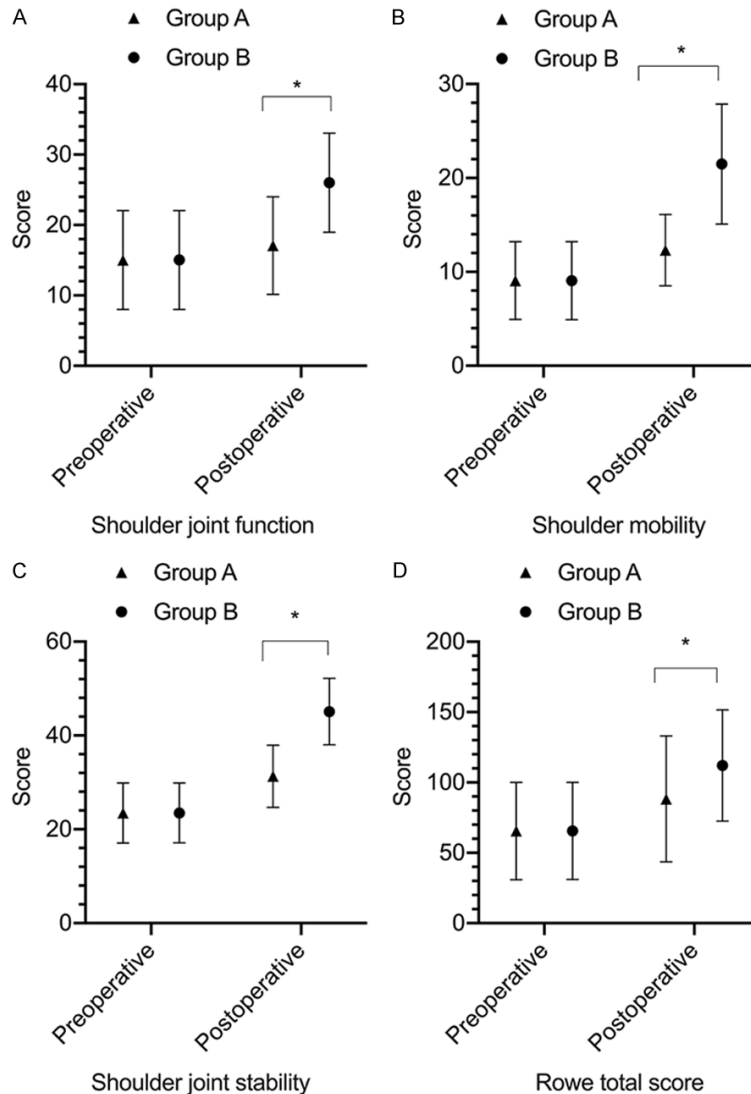 A
▲ Group A
● Group B
*
40
30
20
10
0
Score
Preoperative
Postoperative
Shoulder joint function
B
▲ Group A
● Group B
*
30
20
10
0
Score
Preoperative
Postoperative
Shoulder mobility
C
▲ Group A
● Group B
*
60
40
20
0
Score
Preoperative
Postoperative
Shoulder joint stability
D
▲ Group A
● Group B
*
200
150
100
50
0
Score
Preoperative
Postoperative
Rowe total score